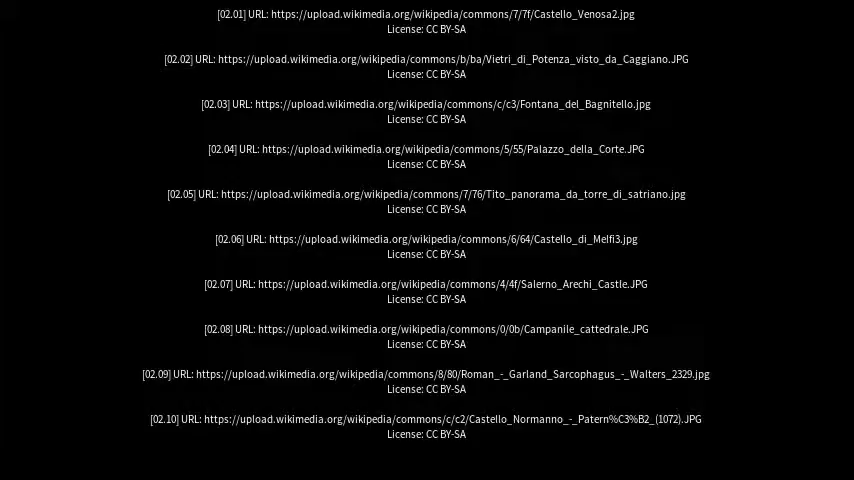 [02.01] URL: https://upload.wikimedia.org/wikipedia/commons/7/7f/Castello_Venosa2.jpg
License: CC BY-SA
[02.02] URL: https://upload.wikimedia.org/wikipedia/commons/b/ba/Vietri_di_Potenza_visto_da_Caggiano.JPG
License: CC BY-SA
[02.03] URL: https://upload.wikimedia.org/wikipedia/commons/c/c3/Fontana_del_Bagnitello.jpg
License: CC BY-SA
[02.04] URL: https://upload.wikimedia.org/wikipedia/commons/5/55/Palazzo_della_Corte.JPG
License: CC BY-SA
[02.05] URL: https://upload.wikimedia.org/wikipedia/commons/7/76/Tito_panorama_da_torre_di_satriano.jpg
License: CC BY-SA
[02.06] URL: https://upload.wikimedia.org/wikipedia/commons/6/64/Castello_di_Melfi3.jpg
License: CC BY-SA
[02.07] URL: https://upload.wikimedia.org/wikipedia/commons/4/4f/Salerno_Arechi_Castle.JPG
License: CC BY-SA
[02.08] URL: https://upload.wikimedia.org/wikipedia/commons/0/0b/Campanile_cattedrale.JPG
License: CC BY-SA
[02.09] URL: https://upload.wikimedia.org/wikipedia/commons/8/80/Roman_-_Garland_Sarcophagus_-_Walters_2329.jpg
License: CC BY-SA
[02.10] URL: https://upload.wikimedia.org/wikipedia/commons/c/c2/Castello_Normanno_-_Patern%C3%B2_(1072).JPG
License: CC BY-SA